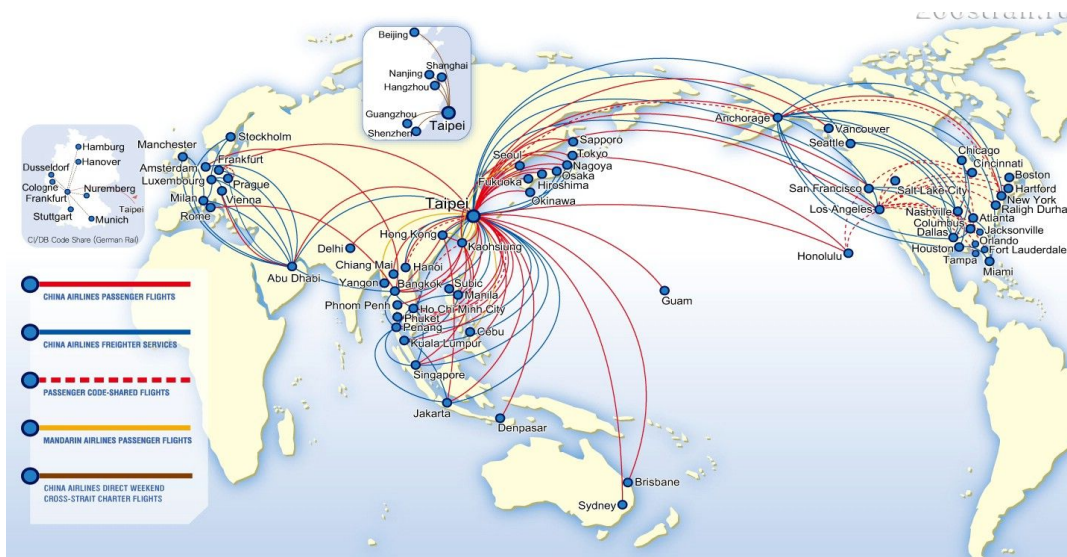 Beijing
Nanjing
Shanghai
Hangzhou
Guangzhou
Shenzhen
Taipei
Hamburg
Hanover
Dusseldorf
Cologne
Frankfurt
Nuremberg
Stuttgart
Munich
Taipei
CI/DB Code Share (German Rail)
Manchester
Stockholm
Amsterdam
Frankfurt
Luxembourg
Prague
Milan
Vienna
Rome
Abu Dhabi
Delhi
Taipei
Seoul
Sapporo
Tokyo
Nagoya
Osaka
Fukuoka
Hiroshima
Okinawa
Hong Kong
Kaohsiung
Chiang Mai
Hanoi
Yangon
Bangkok
Subic
Manila
Phnom Penh
Ho Chi Minh City
Phuket
Penang
Cebu
Kuala Lumpur
Singapore
Jakarta
Denpasar
Guam
Brisbane
Sydney
Honolulu
Anchorage
Vancouver
Seattle
Chicago
Cincinnati
Boston
San Francisco
Salt Lake City
Hartford
New York
Los Angeles
Raligh Durha
Nashville
Atlanta
Columbus
Dallas
Jacksonville
Orlando
Houston
Fort Lauderdale
Tampa
Miami
CHINA AIRLINES PASSENGER FLIGHTS
CHINA AIRLINES FREIGHTER SERVICES
PASSENGER CODE-SHARED FLIGHTS
MANDARIN AIRLINES PASSENGER FLIGHTS
CHINA AIRLINES DIRECT WEEKEND
CROSS-STRAIT CHARTER FLIGHTS